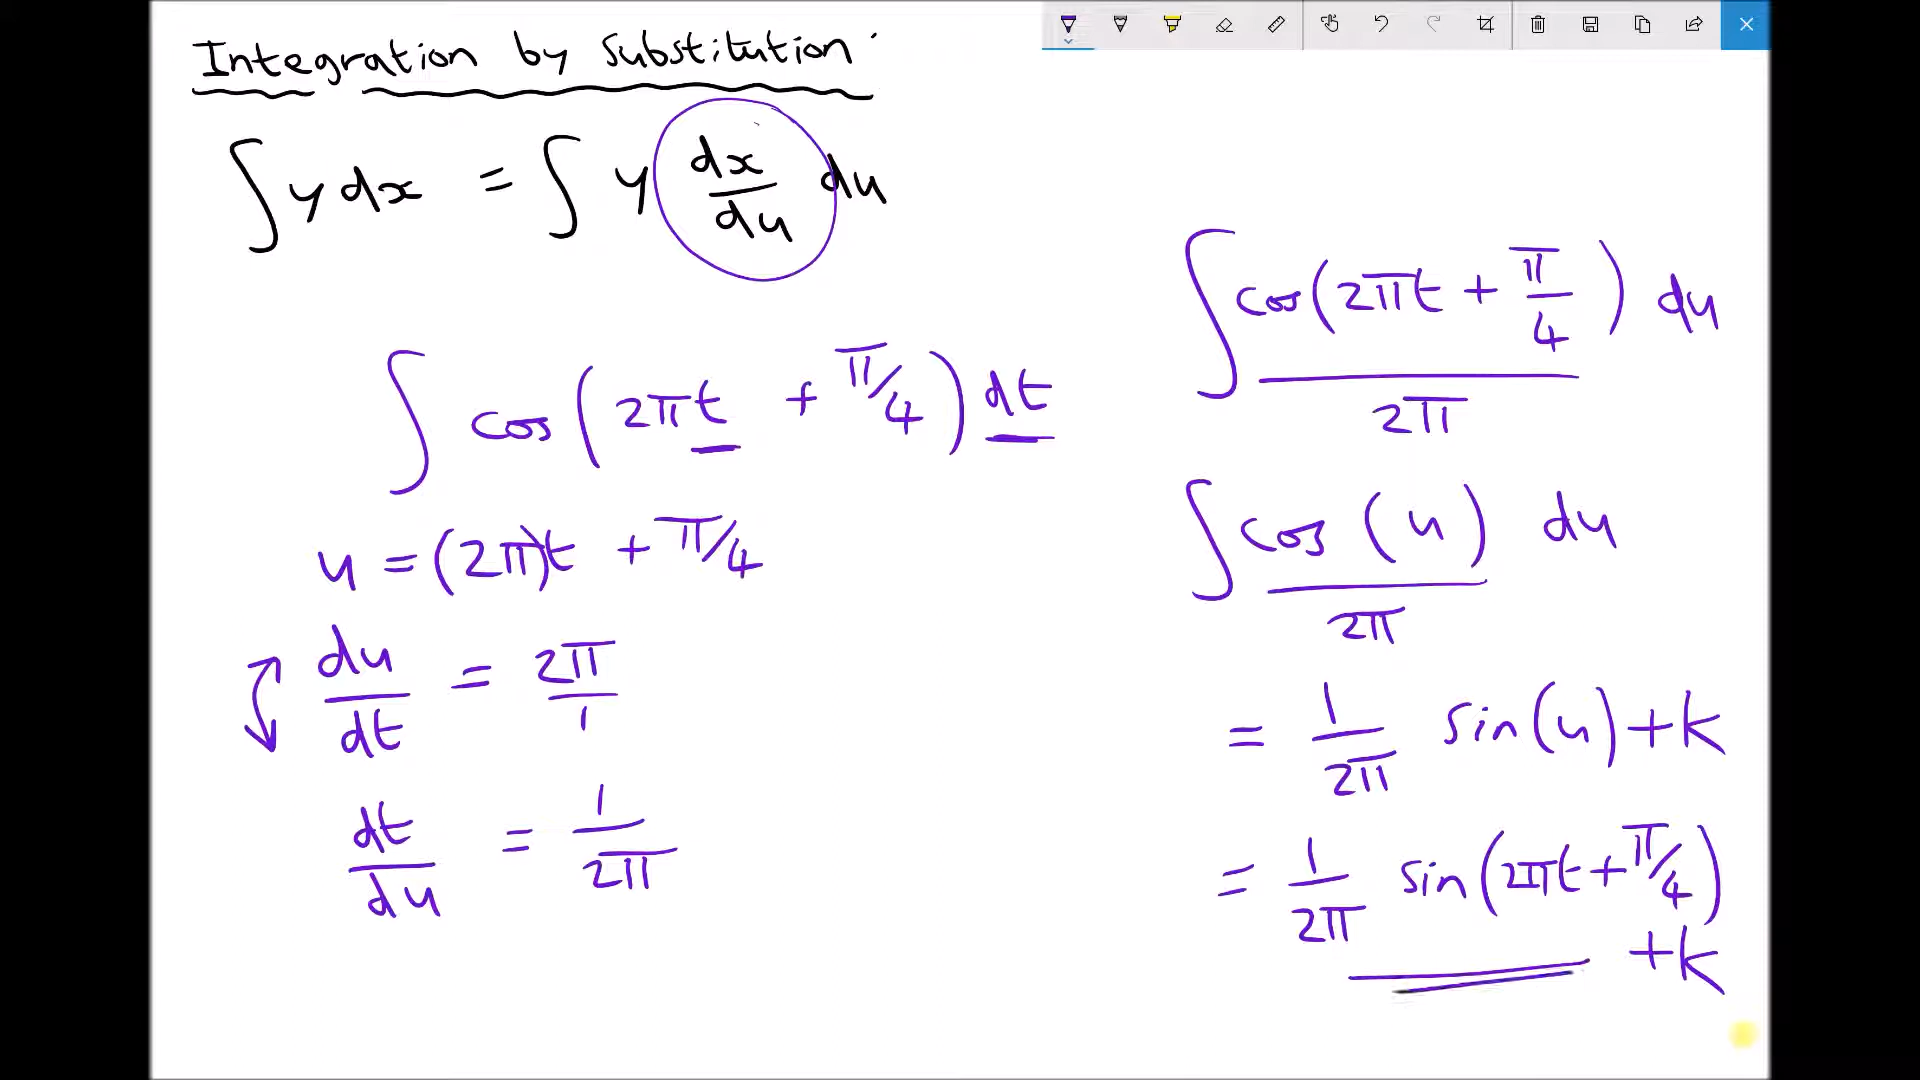 Integration by substitution
∫ y dx = ∫ y dx/du du
∫ cos(2πt + π/4) dt
u = (2π)t + π/4
du/dt = 2π/1
dt/du = 1/2π
∫ cos(2πt + π/4)/2π du
∫ cos(u)/2π du
= 1/2π sin(u) + k
= 1/2π sin(2πt + π/4)
+ k